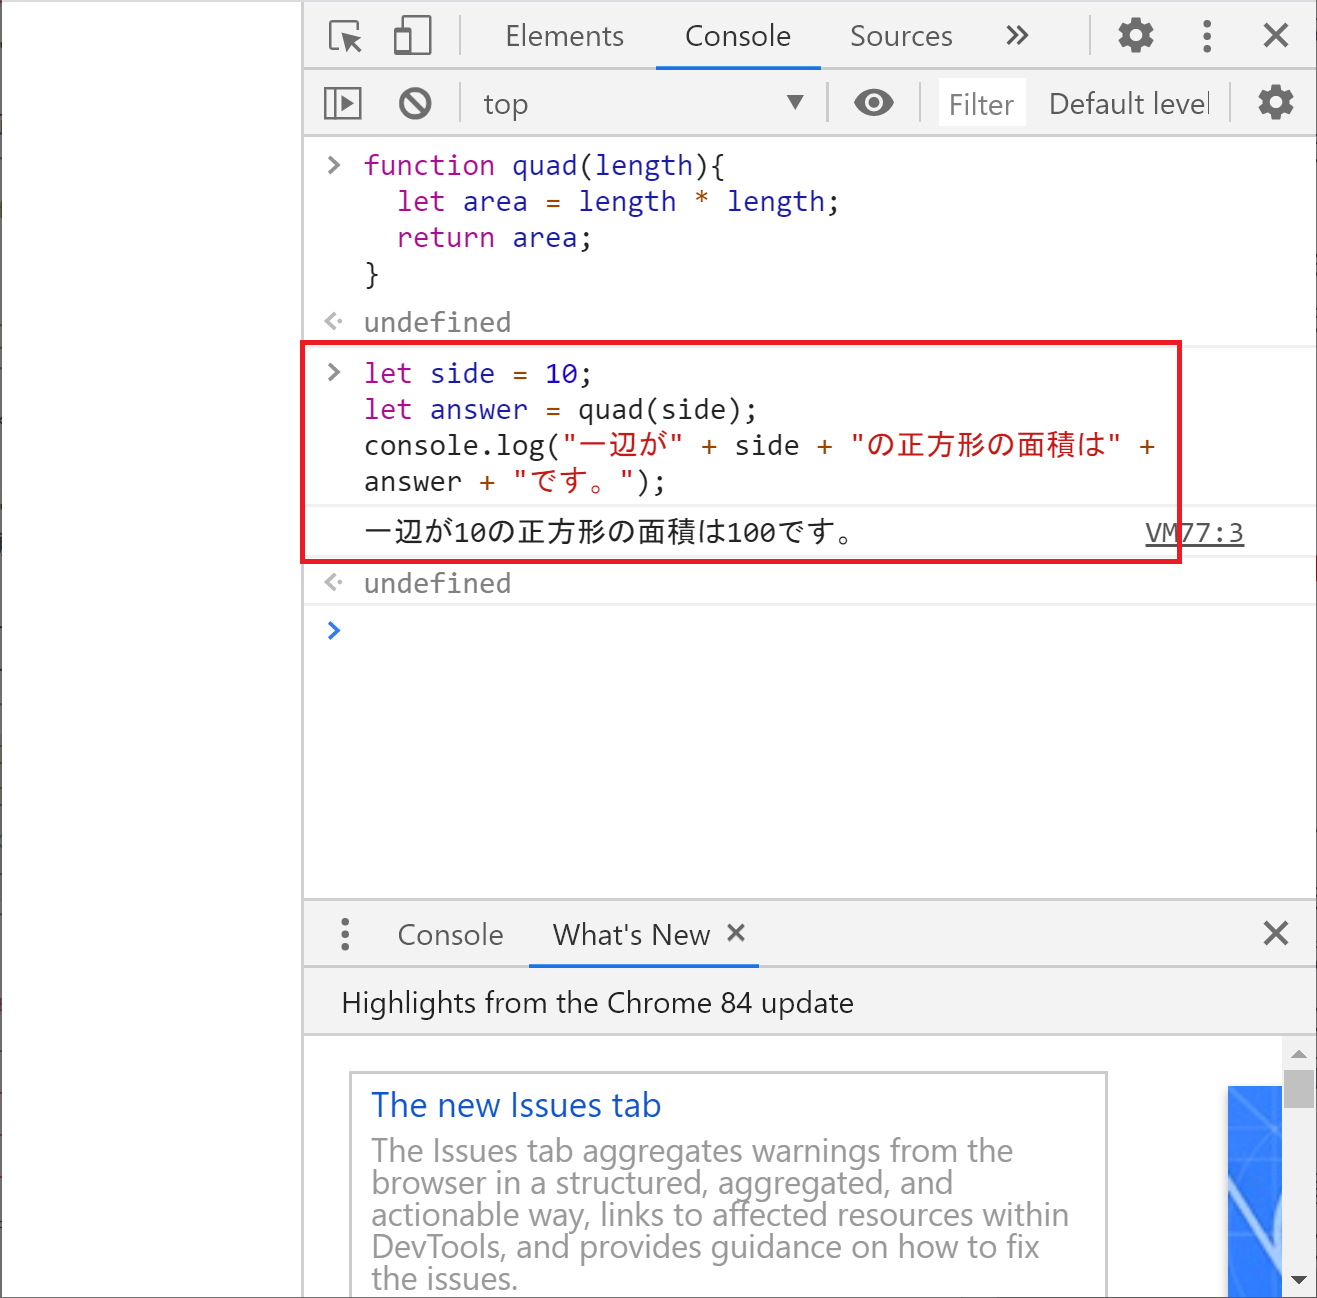 Elements Console Sources
top Filter Default level
function quad(length){
let area = length * length;
return area;
}
undefined
let side = 10;
let answer = quad(side);
console.log("一辺が" + side + "の正方形の面積は" +
answer + "です。");
一辺が10の正方形の面積は100です。 VM77:3
undefined
Console What's New
Highlights from the Chrome 84 update
The new Issues tab
The Issues tab aggregates warnings from the
browser in a structured, aggregated, and
actionable way, links to affected resources within
DevTools, and provides guidance on how to fix
the issues.